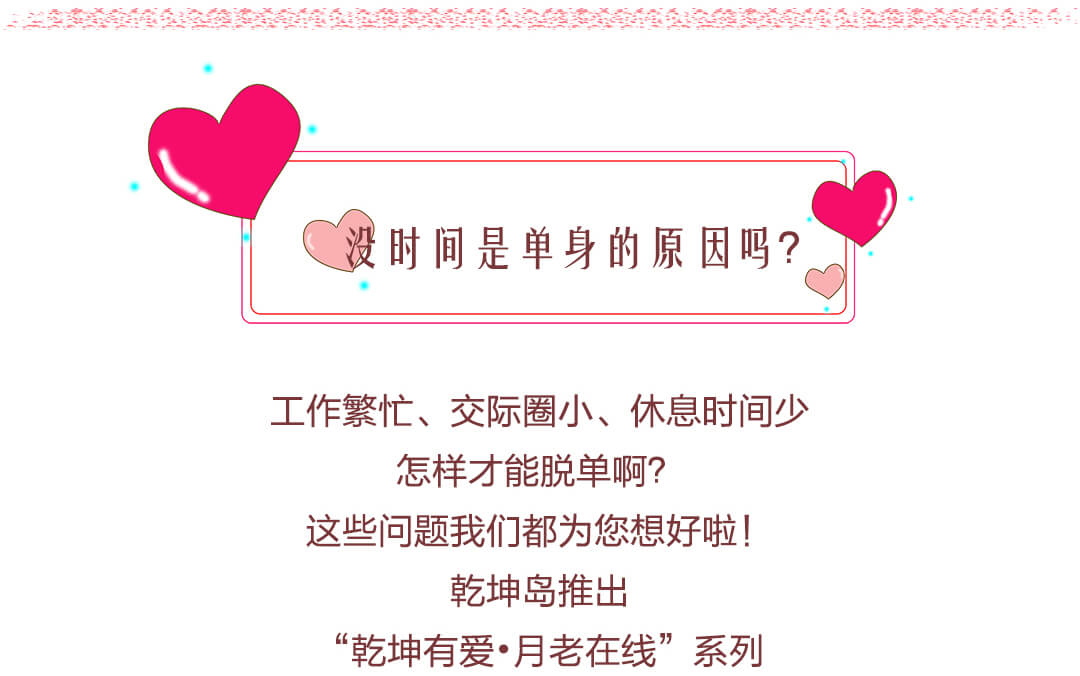 没时间是单身的原因吗?
工作繁忙、交际圈小、休息时间少
怎样才能脱单啊?
这些问题我们都为您想好啦!
乾坤岛推出
“乾坤有爱•月老在线”系列